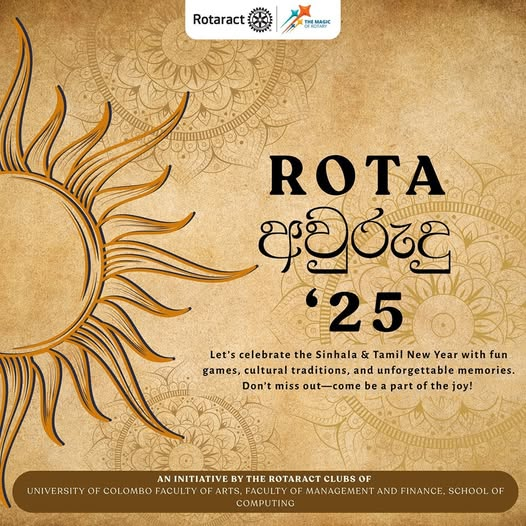 Rotaract
THE MAGIC
OF ROTARY
ROTA
අවුරුදු
‘25
Let's celebrate the Sinhala & Tamil New Year with fun
games, cultural traditions, and unforgettable memories.
Don't miss out—come be a part of the joy!
AN INITIATIVE BY THE ROTARACT CLUBS OF
UNIVERSITY OF COLOMBO FACULTY OF ARTS, FACULTY OF MANAGEMENT AND FINANCE, SCHOOL OF
COMPUTING